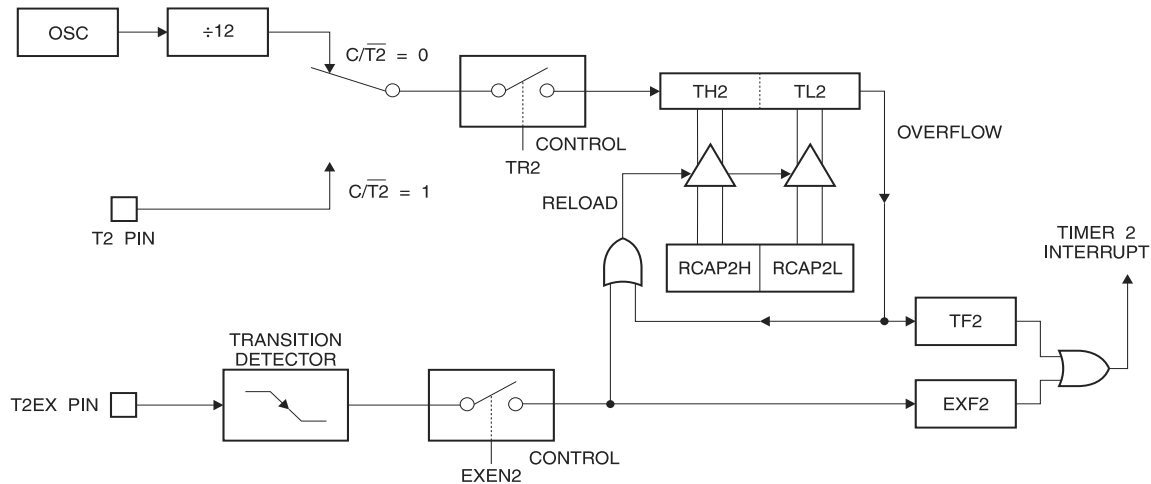 OSC
÷12
C/T2̅ = 0
TH2
TL2
CONTROL
TR2
OVERFLOW
C/T2̅ = 1
T2 PIN
RELOAD
RCAP2H
RCAP2L
TIMER 2
INTERRUPT
TF2
TRANSITION
DETECTOR
T2EX PIN
EXF2
CONTROL
EXEN2